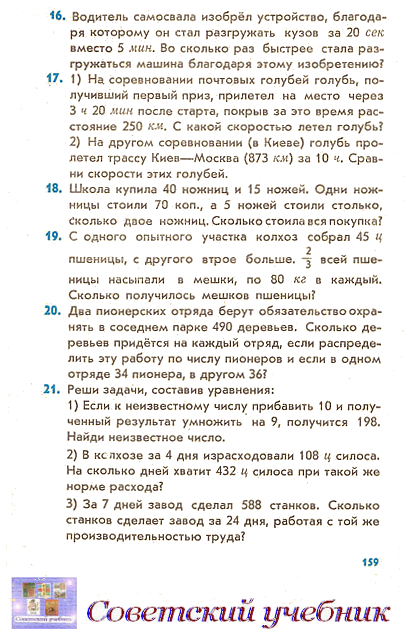 16. Водитель самосвала изобрёл устройство, благода-
ря которому он стал разгружать кузов за 20 сек
вместо 5 мин. Во сколько раз быстрее стала раз-
гружаться машина благодаря этому изобретению?
17. 1) На соревновании почтовых голубей голубь, по-
лучивший первый приз, прилетел на место через
3 ч 20 мин после старта, покрыв за это время рас-
стояние 250 км. С какой скоростью летел голубь?
2) На другом соревновании (в Киеве) голубь про-
летел трассу Киев—Москва (873 км) за 10 ч. Срав-
ни скорости этих голубей.
18. Школа купила 40 ножниц и 15 ножей. Одни нож-
ницы стоили 70 коп., а 5 ножей стоили столько,
сколько двое ножниц. Сколько стоила вся покупка?
19. С одного опытного участка колхоз собрал 45 ц
пшеницы, с другого втрое больше. 2/3 всей пше-
ницы насыпали в мешки, по 80 кг в каждый.
Сколько получилось мешков пшеницы?
20. Два пионерских отряда берут обязательство охра-
нять в соседнем парке 490 деревьев. Сколько де-
ревьев придётся на каждый отряд, если распреде-
лить эту работу по числу пионеров и если в одном
отряде 34 пионера, в другом 36?
21. Реши задачи, составив уравнения:
1) Если к неизвестному числу прибавить 10 и полу-
ченный результат умножить на 9, получится 198.
Найди неизвестное число.
2) В колхозе за 4 дня израсходовали 108 ц силоса.
На сколько дней хватит 432 ц силоса при такой же
норме расхода?
3) За 7 дней завод сделал 588 станков. Сколько
станков сделает завод за 24 дня, работая с той же
производительностью труда?
159
Советский учебник
Советский учебник